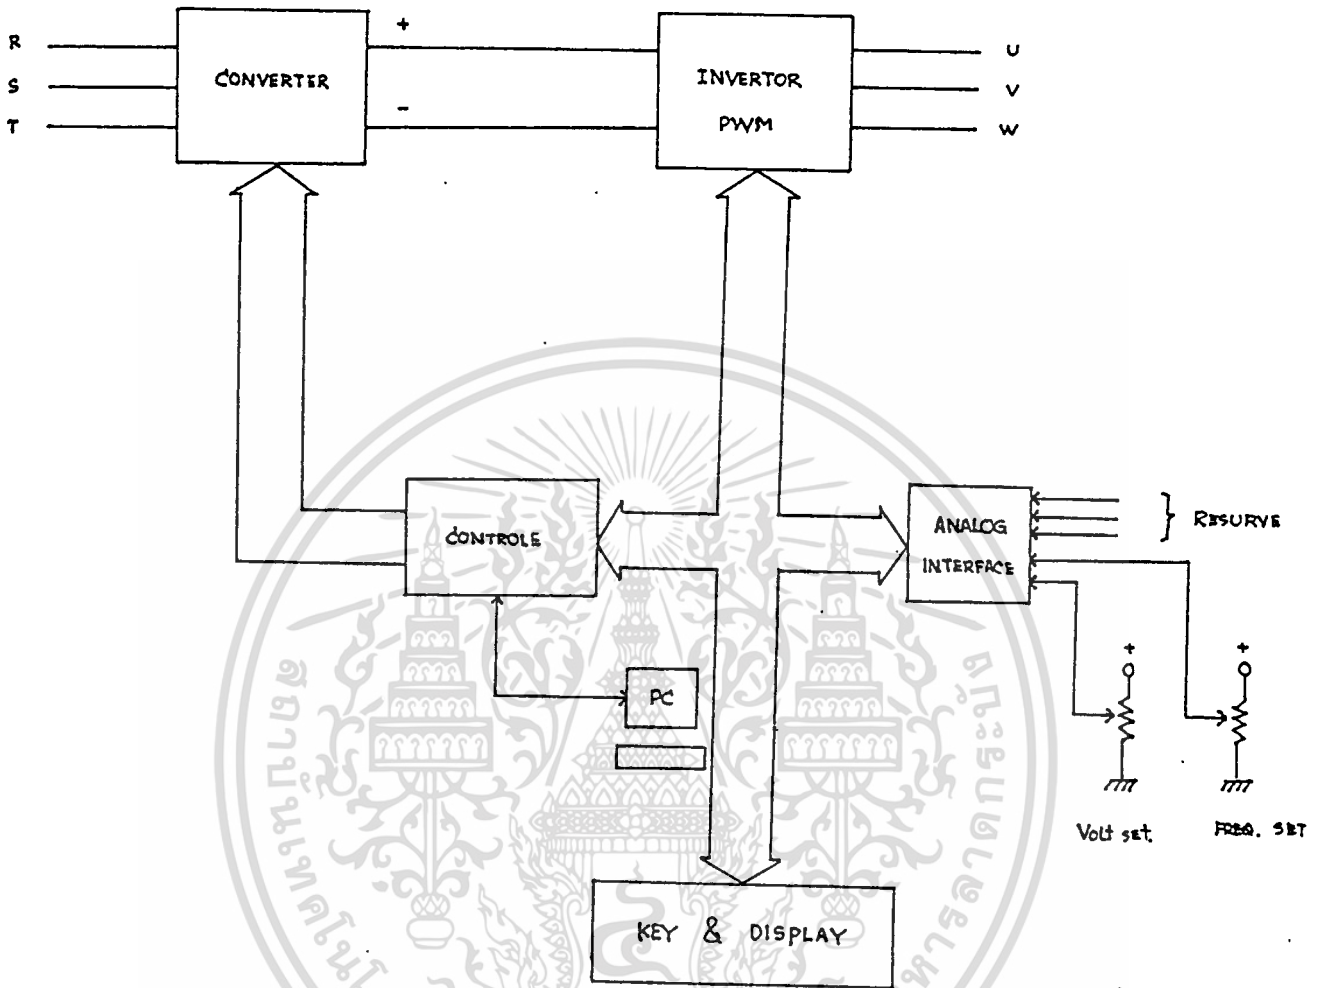 R
S
T
CONVERTER
+
-
INVERTOR
PWM
U
V
W
CONTROLE
ANALOG
INTERFACE
} RESURVE
PC
+
+
Volt set.
FREQ. SET
KEY & DISPLAY